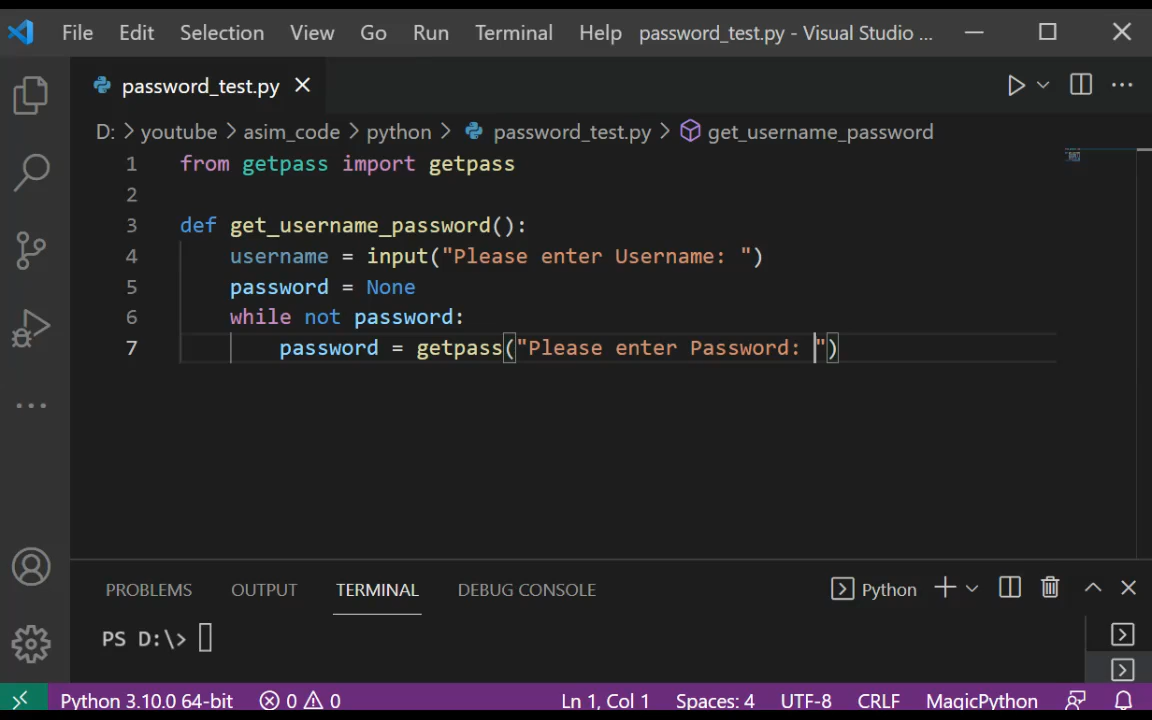 File Edit Selection View Go Run Terminal Help password_test.py - Visual Studio ...
password_test.py
D: > youtube > asim_code > python > password_test.py > get_username_password
1 from getpass import getpass
2
3 def get_username_password():
4 username = input("Please enter Username: ")
5 password = None
6 while not password:
7 password = getpass("Please enter Password: ")
PROBLEMS OUTPUT TERMINAL DEBUG CONSOLE Python
PS D:\>
Python 3.10.0 64-bit 0 0 Ln 1, Col 1 Spaces: 4 UTF-8 CRLF MagicPython